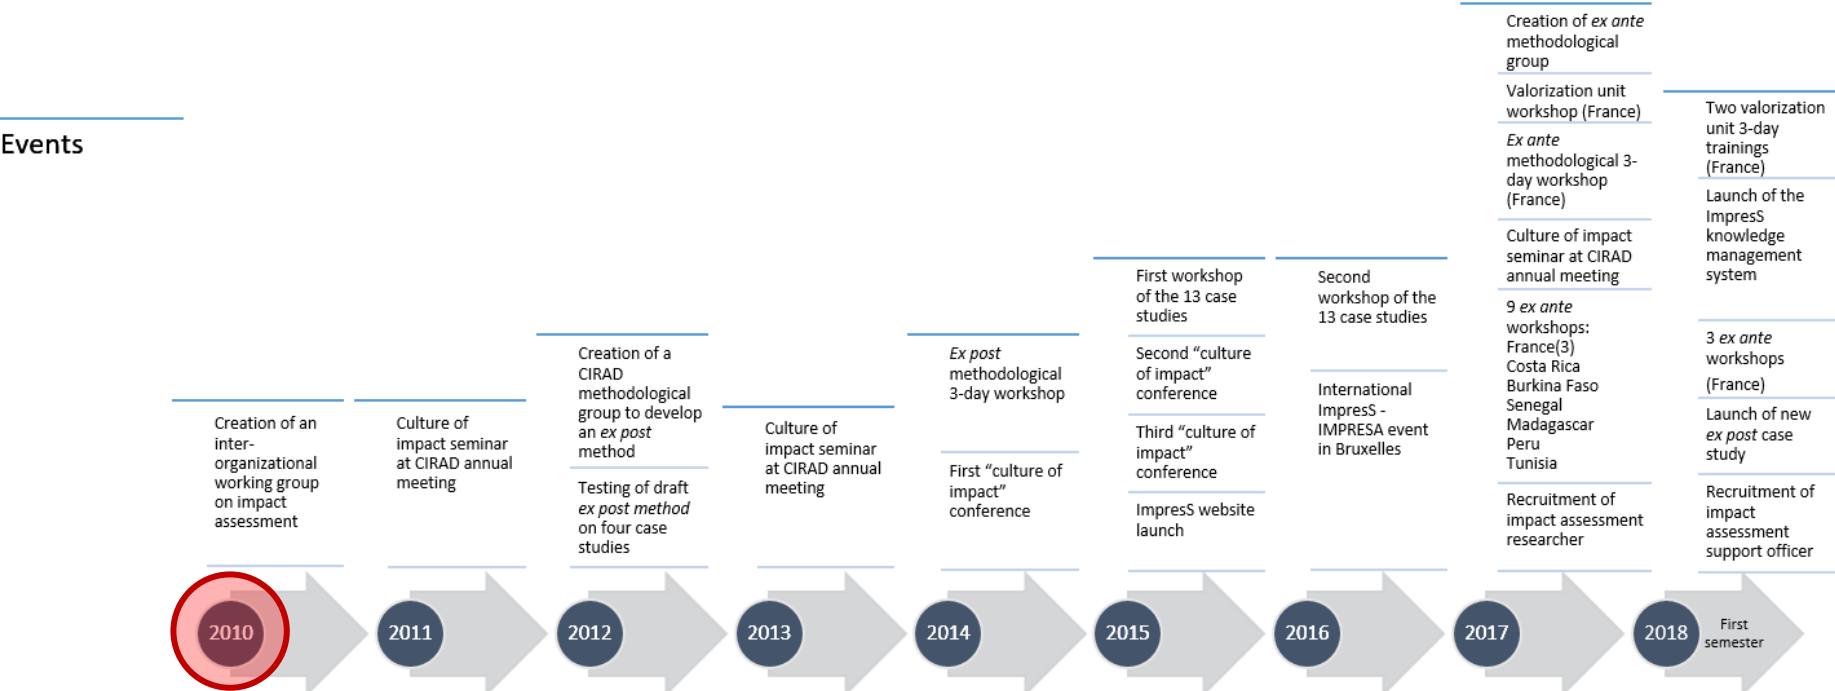 Events
Creation of an
inter-
organizational
working group
on impact
assessment
2010
Culture of
impact seminar
at CIRAD annual
meeting
2011
Creation of a
CIRAD
methodological
group to develop
an ex post
method
Testing of draft
ex post method
on four case
studies
2012
Culture of
impact seminar
at CIRAD annual
meeting
2013
Ex post
methodological
3-day workshop
First “culture of
impact”
conference
2014
First workshop
of the 13 case
studies
Second “culture
of impact”
conference
Third “culture of
impact”
conference
ImpresS website
launch
2015
Second
workshop of the
13 case studies
International
ImpresS -
IMPRESA event
in Bruxelles
2016
Creation of ex ante
methodological
group
Valorization unit
workshop (France)
Ex ante
methodological 3-
day workshop
(France)
Culture of impact
seminar at CIRAD
annual meeting
9 ex ante
workshops:
France(3)
Costa Rica
Burkina Faso
Senegal
Madagascar
Peru
Tunisia
Recruitment of
impact assessment
researcher
2017
Two valorization
unit 3-day
trainings
(France)
Launch of the
ImpresS
knowledge
management
system
3 ex ante
workshops
(France)
Launch of new
ex post case
study
Recruitment of
impact
assessment
support officer
2018
First
semester